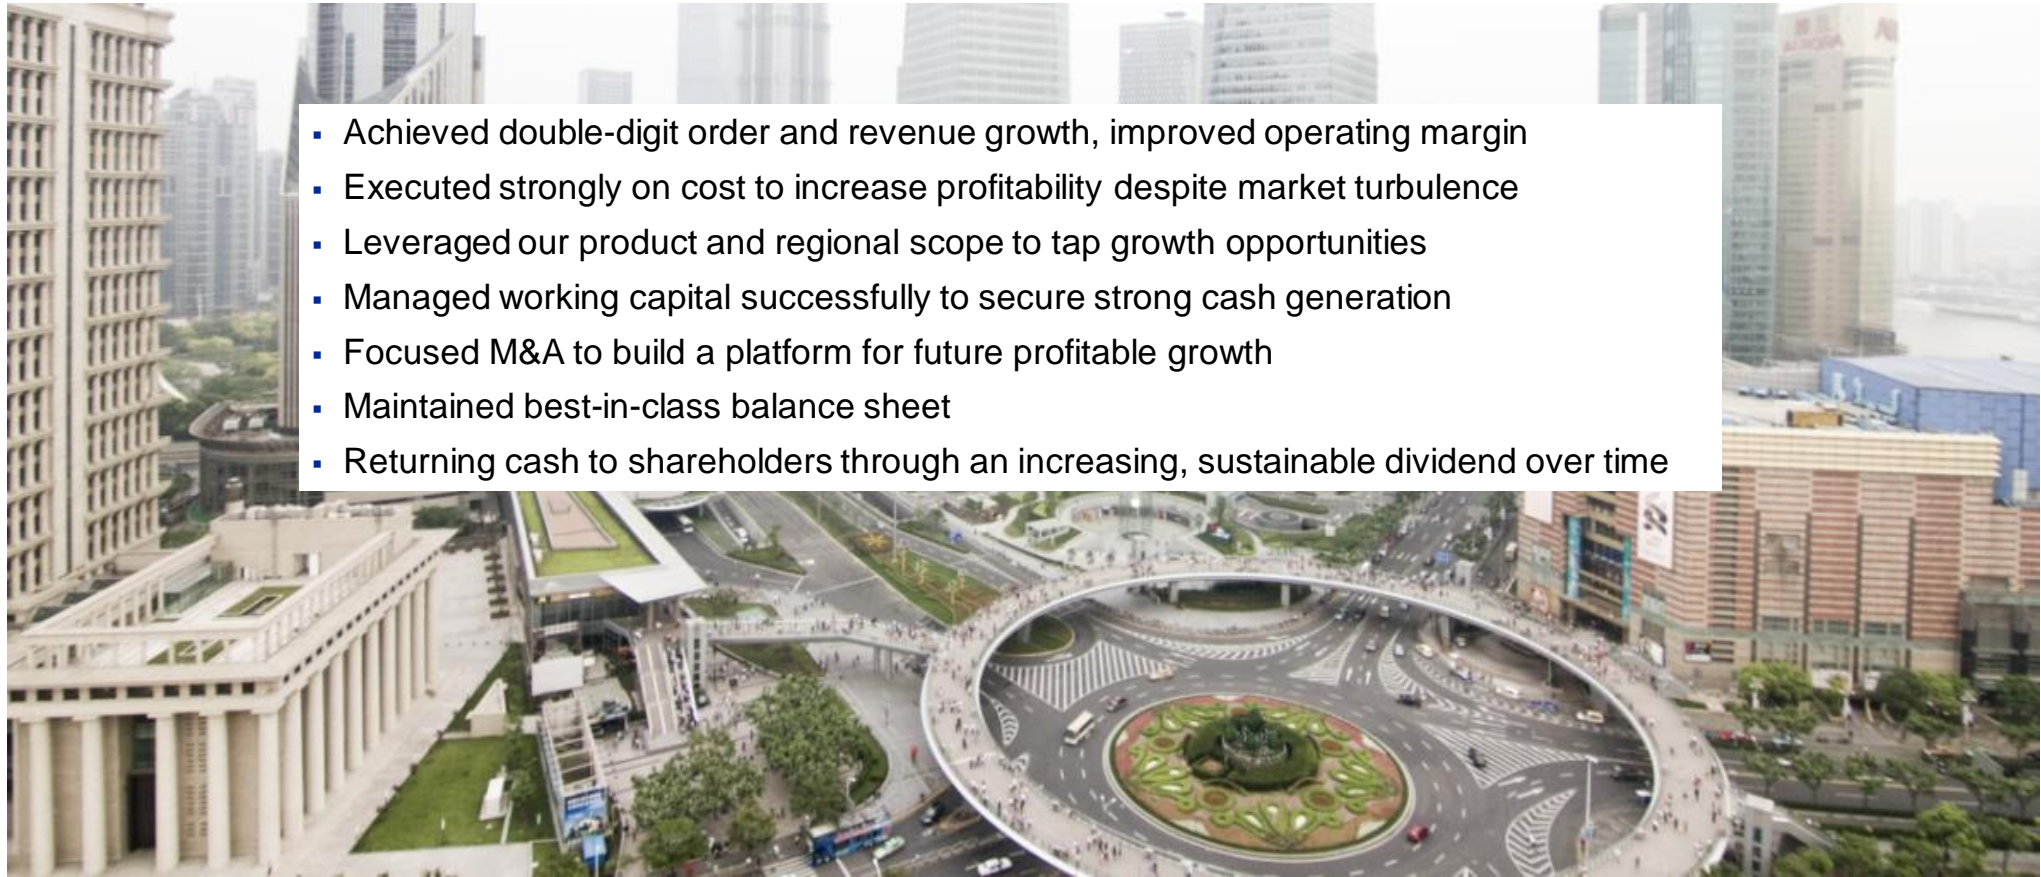 ▪ Achieved double-digit order and revenue growth, improved operating margin
▪ Executed strongly on cost to increase profitability despite market turbulence
▪ Leveraged our product and regional scope to tap growth opportunities
▪ Managed working capital successfully to secure strong cash generation
▪ Focused M&A to build a platform for future profitable growth
▪ Maintained best-in-class balance sheet
▪ Returning cash to shareholders through an increasing, sustainable dividend over time